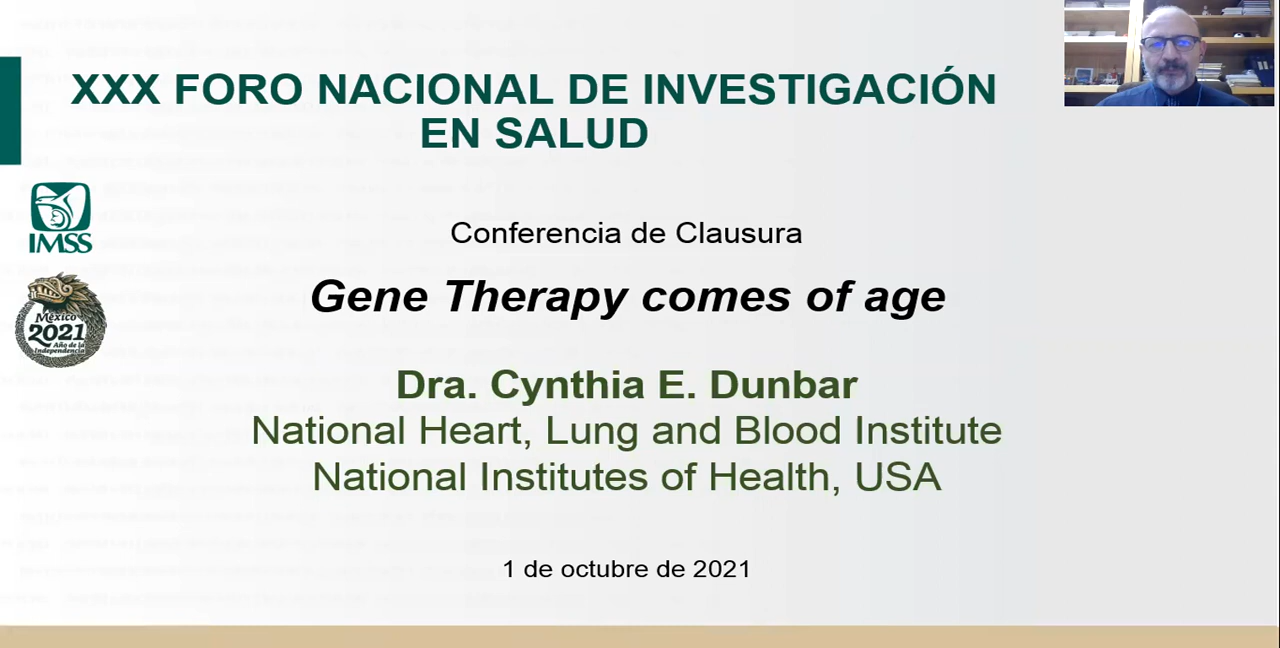 XXX FORO NACIONAL DE INVESTIGACIÓN
EN SALUD
IMSS
México
2021
Año de la
Independencia
Conferencia de Clausura
Gene Therapy comes of age
Dra. Cynthia E. Dunbar
National Heart, Lung and Blood Institute
National Institutes of Health, USA
1 de octubre de 2021